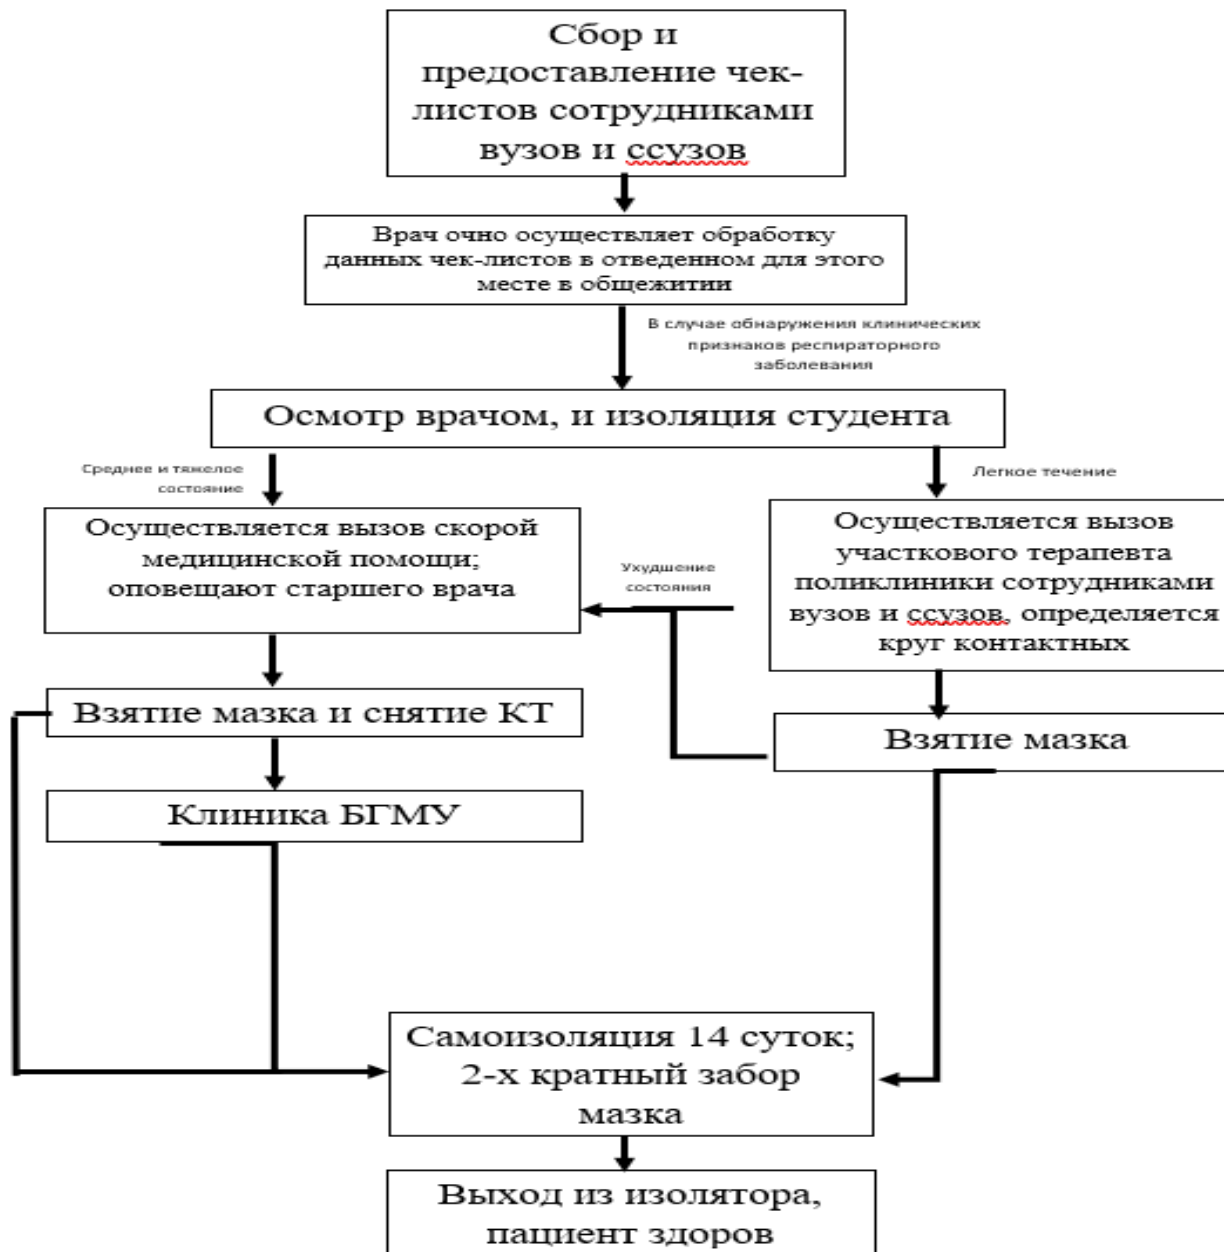 Сбор и
предоставление чек-
листов сотрудниками
вузов и ссузов
Врач очно осуществляет обработку
данных чек-листов в отведенном для этого
месте в общежитии
В случае обнаружения клинических
признаков респираторного
заболевания
Осмотр врачом, и изоляция студента
Среднее и тяжелое
состояние
Легкое течение
Осуществляется вызов скорой
медицинской помощи;
оповещают старшего врача
Ухудшение
состояния
Осуществляется вызов
участкового терапевта
поликлиники сотрудниками
вузов и ссузов, определяется
круг контактных
Взятие мазка и снятие КТ
Взятие мазка
Клиника БГМУ
Самоизоляция 14 суток;
2-х кратный забор
мазка
Выход из изолятора,
пациент здоров